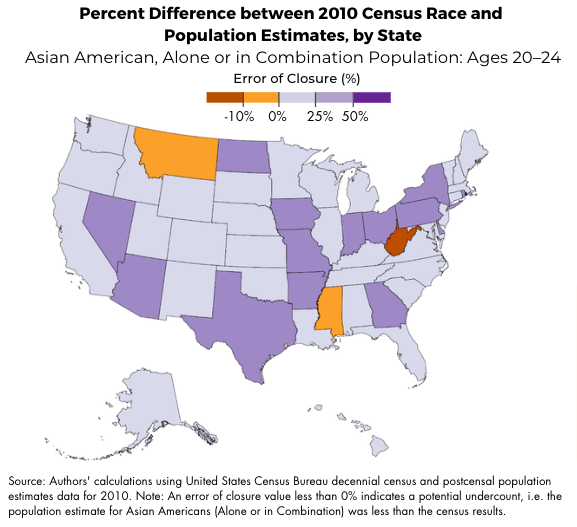 Percent Difference between 2010 Census Race and
Population Estimates, by State
Asian American, Alone or in Combination Population: Ages 20–24
Error of Closure (%)
-10% 0% 25% 50%
Source: Authors' calculations using United States Census Bureau decennial census and postcensal population
estimates data for 2010. Note: An error of closure value less than 0% indicates a potential undercount, i.e. the
population estimate for Asian Americans (Alone or in Combination) was less than the census results.